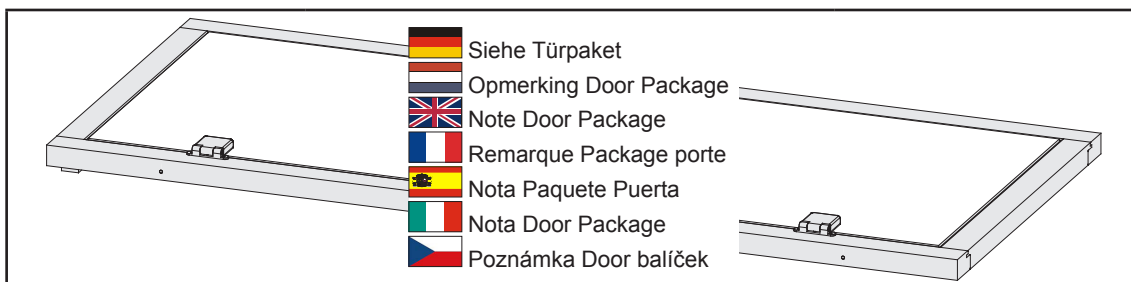 Siehe Türpaket
Opmerking Door Package
Note Door Package
Remarque Package porte
Nota Paquete Puerta
Nota Door Package
Poznámka Door balíček